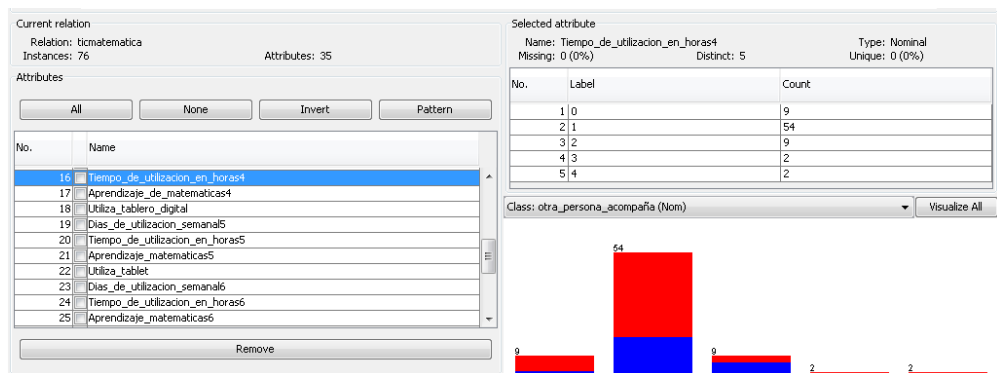 Current relation
Relation: ticmatematica
Instances: 76 Attributes: 35
Attributes
All None Invert Pattern
No. Name
16 Tiempo_de_utilizacion_en_horas4
17 Aprendizaje_de_matematicas4
18 Utiliza_tablero_digital
19 Dias_de_utilizacion_semanal5
20 Tiempo_de_utilizacion_en_horas5
21 Aprendizaje_matematicas5
22 Utiliza_tablet
23 Dias_de_utilizacion_semanal6
24 Tiempo_de_utilizacion_en_horas6
25 Aprendizaje_matematicas6
Remove
Selected attribute
Name: Tiempo_de_utilizacion_en_horas4 Type: Nominal
Missing: 0 (0%) Distinct: 5 Unique: 0 (0%)
No. Label Count
1 0 9
2 1 54
3 2 9
4 3 2
5 4 2
Class: otra_persona_acompaña (Nom) Visualize All
54
9 9 2 2